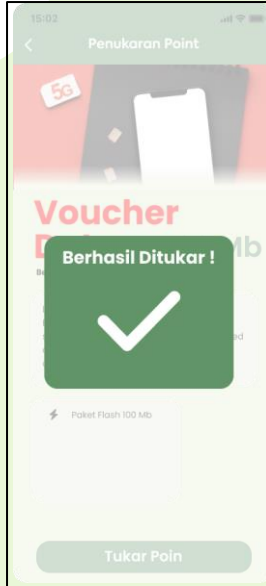 15:02
Penukaran Point
5G
Voucher
Mb
Berhasil Ditukar !
Paket Flash 100 Mb
Tukar Poin